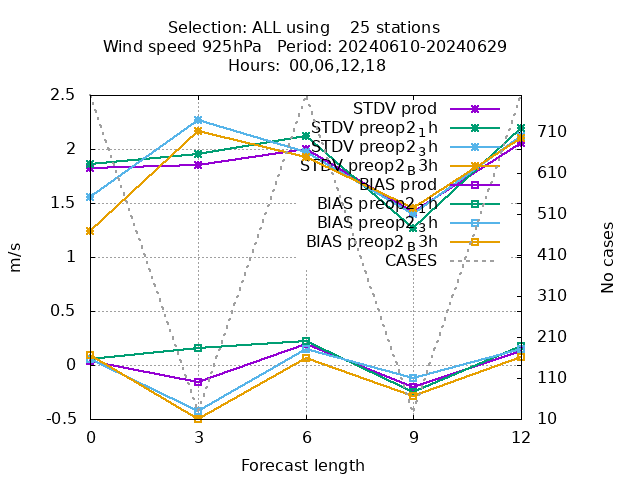 Selection: ALL using    25 stations
Wind speed 925hPa   Period: 20240610-20240629
Hours: 00,06,12,18
2.5
2
1.5
1
0.5
0
-0.5
m/s
STDV prod
STDV preop2₁h
STDV preop2₃h
STDV preop2_B3h
BIAS prod
BIAS preop2₁h
BIAS preop2₃h
BIAS preop2_B3h
CASES
710
610
510
410
310
210
110
10
No cases
0 3 6 9 12
Forecast length